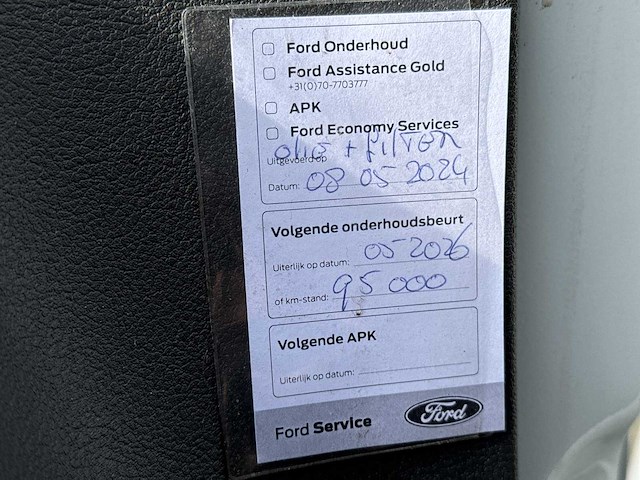 Ford Onderhoud
Ford Assistance Gold
+31(0)70-7703777
APK
Ford Economy Services
olie + filter
Uitgevoerd op
Datum: 08 05 2024
Volgende onderhoudsbeurt
Uiterlijk op datum: 05 2026
of km-stand: 95 000
Volgende APK
Uiterlijk op datum:
Ford Service
Ford